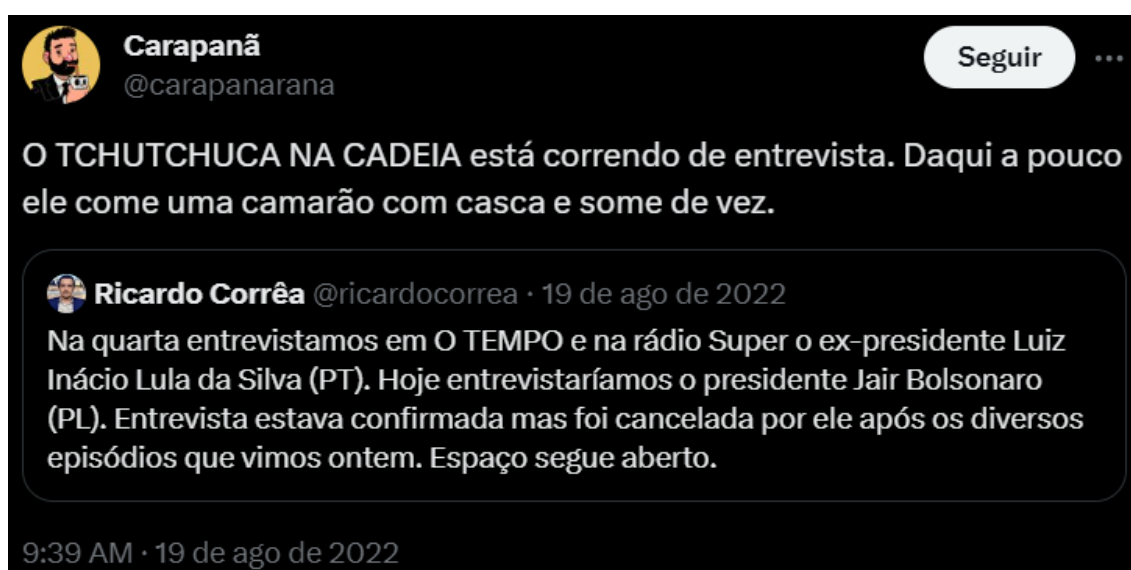 Carapanã
@carapanarana
Seguir
O TCHUTCHUCA NA CADEIA está correndo de entrevista. Daqui a pouco
ele come uma camarão com casca e some de vez.
Ricardo Corrêa @ricardocorrea · 19 de ago de 2022
Na quarta entrevistamos em O TEMPO e na rádio Super o ex-presidente Luiz
Inácio Lula da Silva (PT). Hoje entrevistaríamos o presidente Jair Bolsonaro
(PL). Entrevista estava confirmada mas foi cancelada por ele após os diversos
episódios que vimos ontem. Espaço segue aberto.
9:39 AM · 19 de ago de 2022